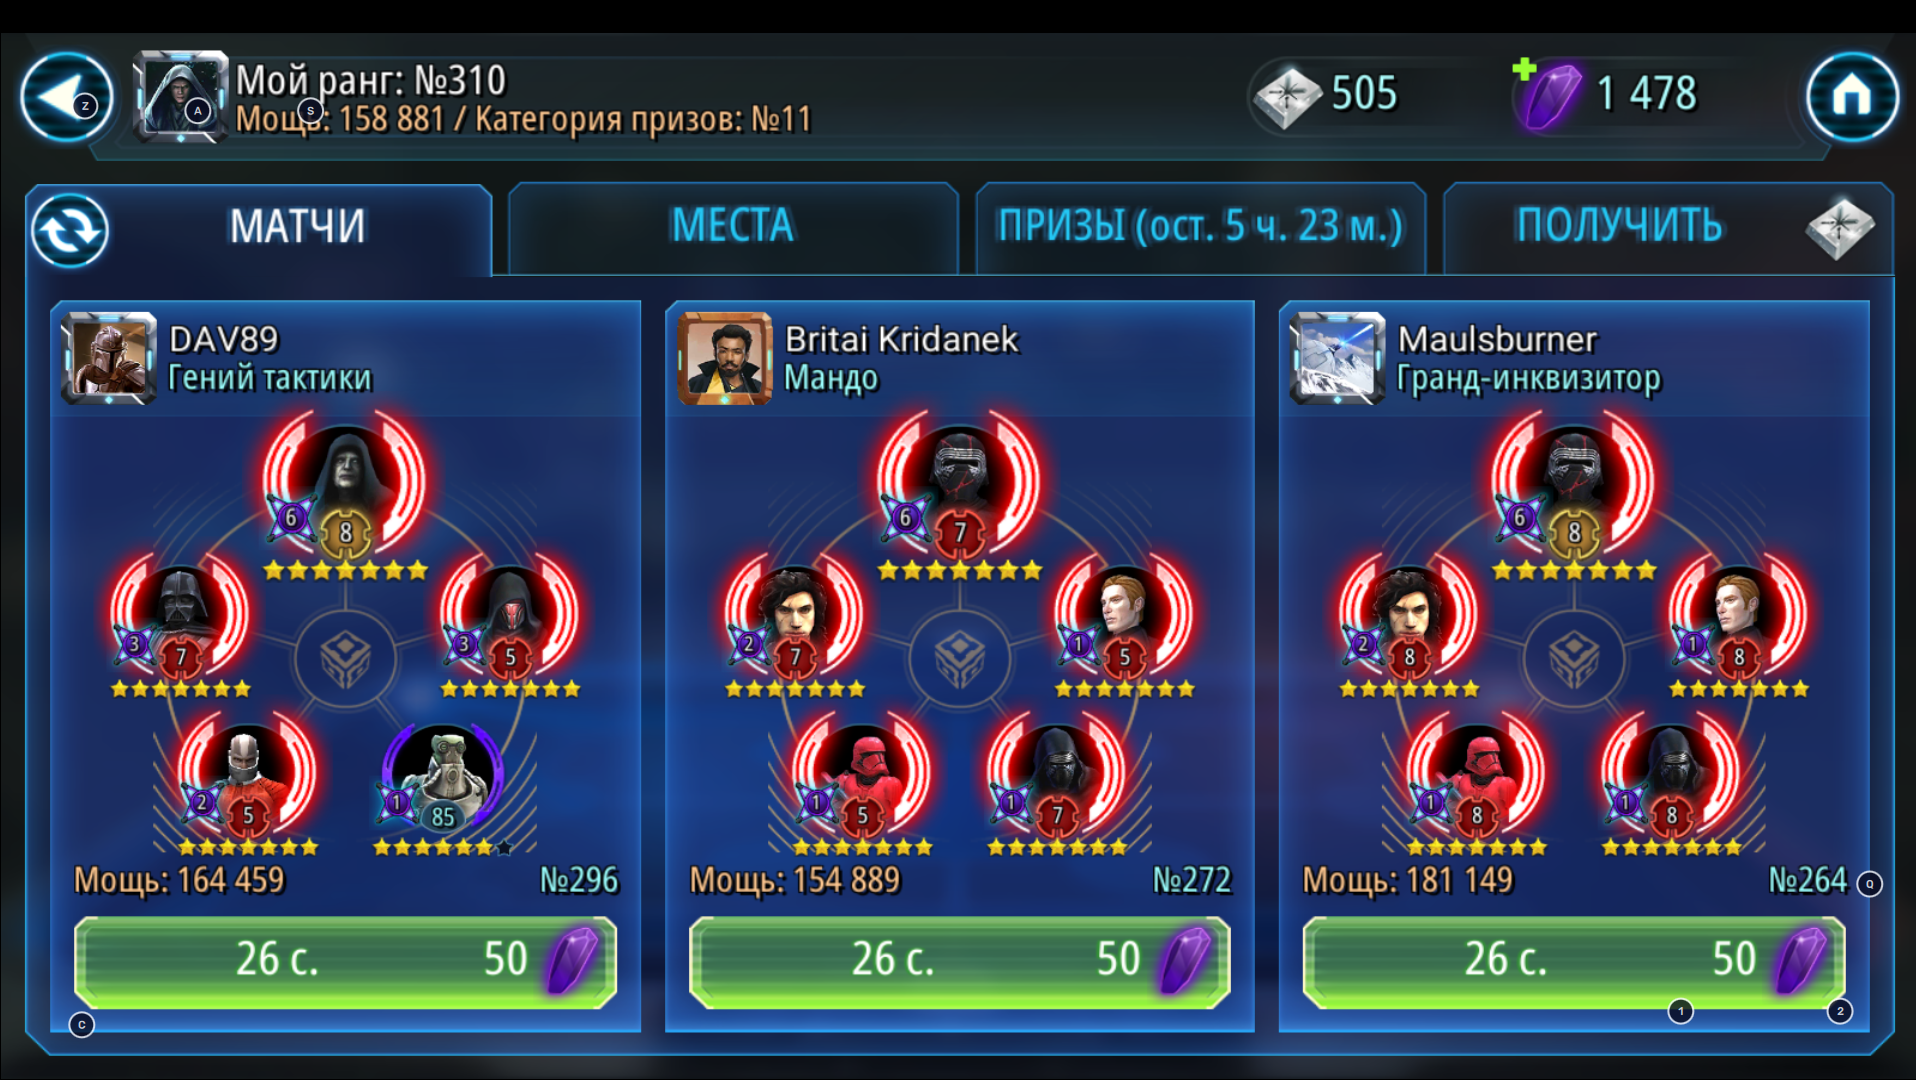 Мой ранг: №310
Мощь: 158 881 / Категория призов: №11
505
1 478
Z
A
S
МАТЧИ
МЕСТА
ПРИЗЫ (ост. 5 ч. 23 м.)
ПОЛУЧИТЬ
DAV89
Гений тактики
6
8
3
7
3
5
2
5
1
85
Мощь: 164 459
№296
26 с.
50
C
Britai Kridanek
Мандо
6
7
2
7
1
5
1
5
1
7
Мощь: 154 889
№272
26 с.
50
Maulsburner
Гранд-инквизитор
6
8
2
8
1
8
1
8
1
8
Мощь: 181 149
№264
Q
26 с.
50
1
2